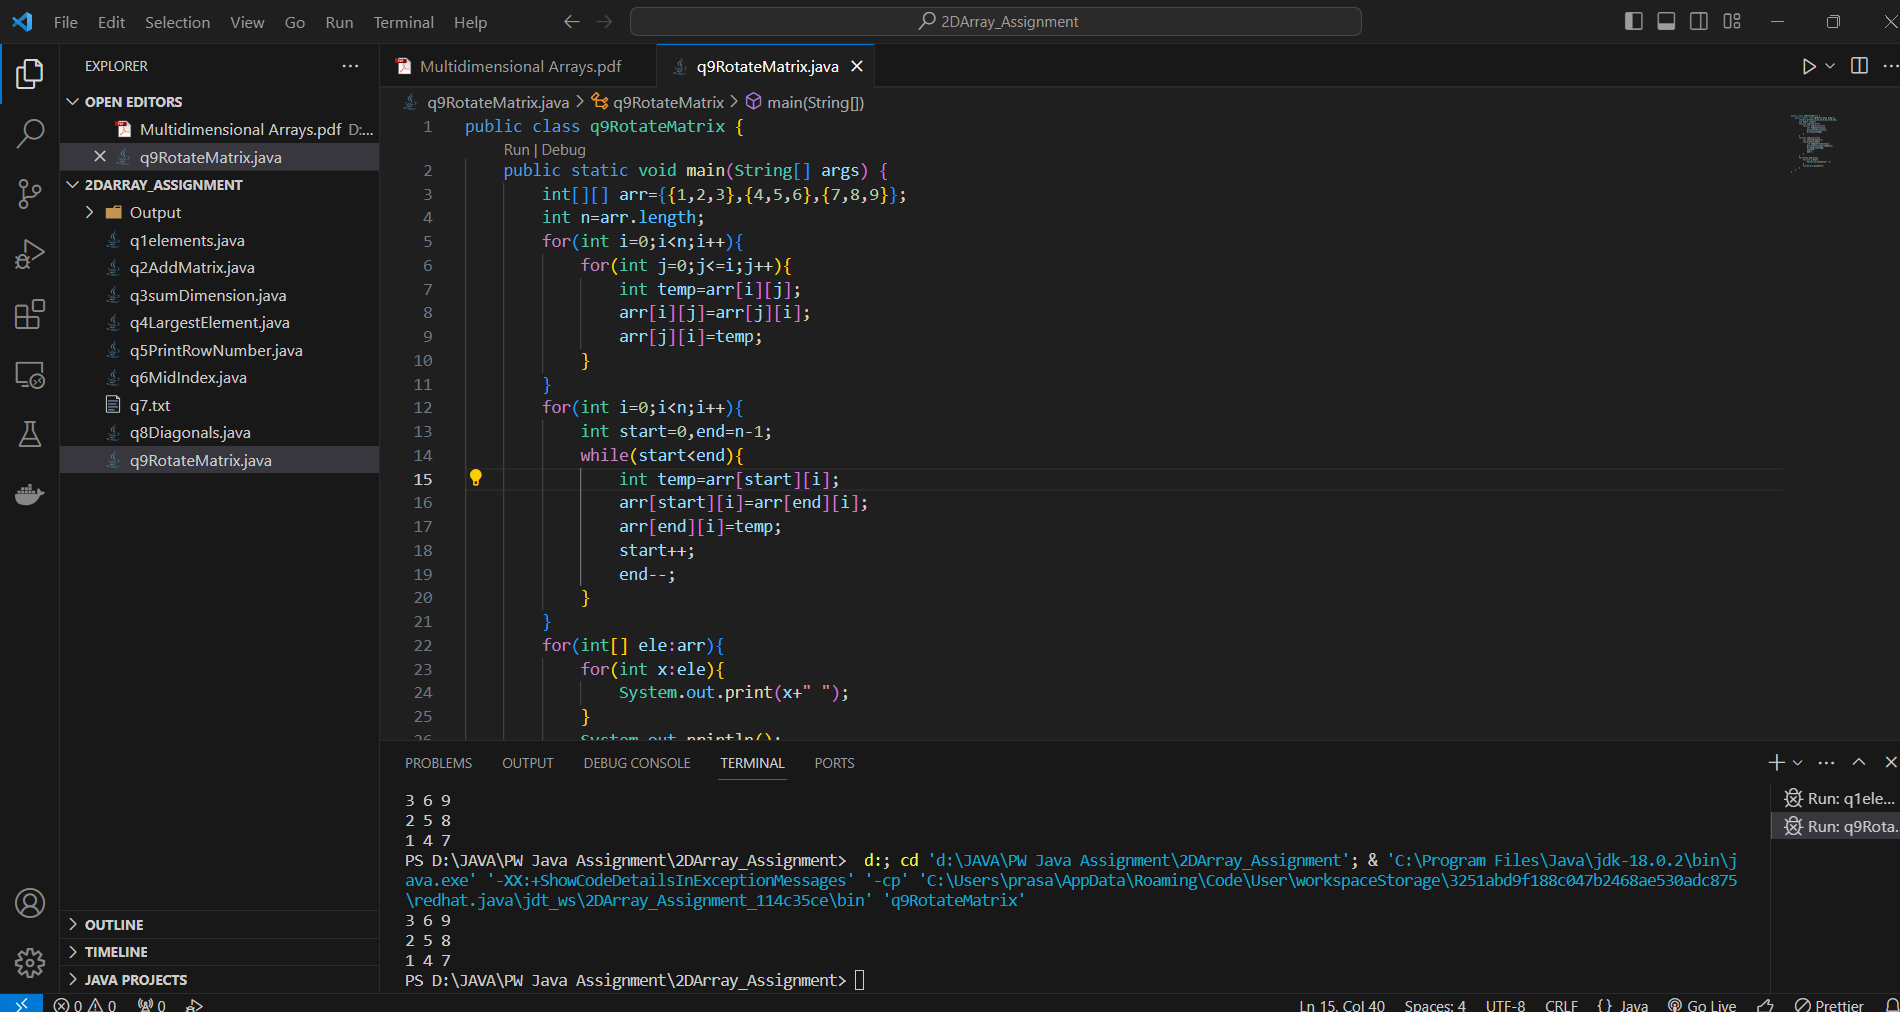 File Edit Selection View Go Run Terminal Help
2DArray_Assignment
EXPLORER
OPEN EDITORS
Multidimensional Arrays.pdf D:...
q9RotateMatrix.java
2DARRAY_ASSIGNMENT
Output
q1elements.java
q2AddMatrix.java
q3sumDimension.java
q4LargestElement.java
q5PrintRowNumber.java
q6MidIndex.java
q7.txt
q8Diagonals.java
q9RotateMatrix.java
OUTLINE
TIMELINE
JAVA PROJECTS
Multidimensional Arrays.pdf
q9RotateMatrix.java
q9RotateMatrix.java > q9RotateMatrix > main(String[])
1 public class q9RotateMatrix {
Run | Debug
2 public static void main(String[] args) {
3 int[][] arr={{1,2,3},{4,5,6},{7,8,9}};
4 int n=arr.length;
5 for(int i=0;i<n;i++){
6 for(int j=0;j<=i;j++){
7 int temp=arr[i][j];
8 arr[i][j]=arr[j][i];
9 arr[j][i]=temp;
10 }
11 }
12 for(int i=0;i<n;i++){
13 int start=0,end=n-1;
14 while(start<end){
15 int temp=arr[start][i];
16 arr[start][i]=arr[end][i];
17 arr[end][i]=temp;
18 start++;
19 end--;
20 }
21 }
22 for(int[] ele:arr){
23 for(int x:ele){
24 System.out.print(x+" ");
25 }
26 System.out.println();
PROBLEMS OUTPUT DEBUG CONSOLE TERMINAL PORTS
3 6 9
2 5 8
1 4 7
PS D:\JAVA\PW Java Assignment\2DArray_Assignment> d:; cd 'd:\JAVA\PW Java Assignment\2DArray_Assignment'; & 'C:\Program Files\Java\jdk-18.0.2\bin\j
ava.exe' '-XX:+ShowCodeDetailsInExceptionMessages' '-cp' 'C:\Users\prasa\AppData\Roaming\Code\User\workspaceStorage\3251abd9f188c047b2468ae530adc875
\redhat.java\jdt_ws\2DArray_Assignment_114c35ce\bin' 'q9RotateMatrix'
3 6 9
2 5 8
1 4 7
PS D:\JAVA\PW Java Assignment\2DArray_Assignment>
Run: q1ele...
Run: q9Rota...
0 0 0
Ln 15, Col 40 Spaces: 4 UTF-8 CRLF {} Java Go Live Prettier